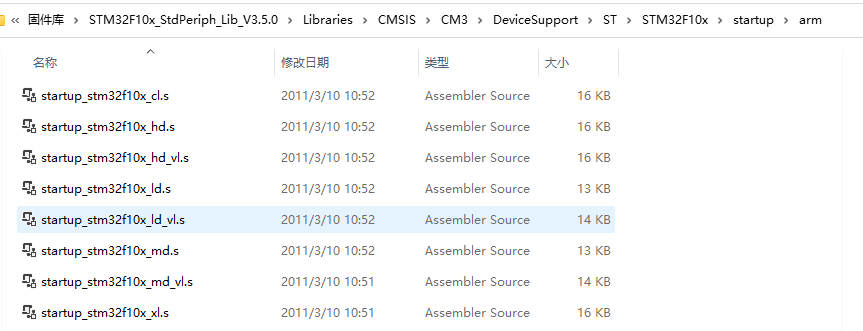 « 固件库 › STM32F10x_StdPeriph_Lib_V3.5.0 › Libraries › CMSIS › CM3 › DeviceSupport › ST › STM32F10x › startup › arm
名称 修改日期 类型 大小
startup_stm32f10x_cl.s 2011/3/10 10:52 Assembler Source 16 KB
startup_stm32f10x_hd.s 2011/3/10 10:52 Assembler Source 16 KB
startup_stm32f10x_hd_vl.s 2011/3/10 10:52 Assembler Source 16 KB
startup_stm32f10x_ld.s 2011/3/10 10:52 Assembler Source 13 KB
startup_stm32f10x_ld_vl.s 2011/3/10 10:52 Assembler Source 14 KB
startup_stm32f10x_md.s 2011/3/10 10:52 Assembler Source 13 KB
startup_stm32f10x_md_vl.s 2011/3/10 10:51 Assembler Source 14 KB
startup_stm32f10x_xl.s 2011/3/10 10:51 Assembler Source 16 KB